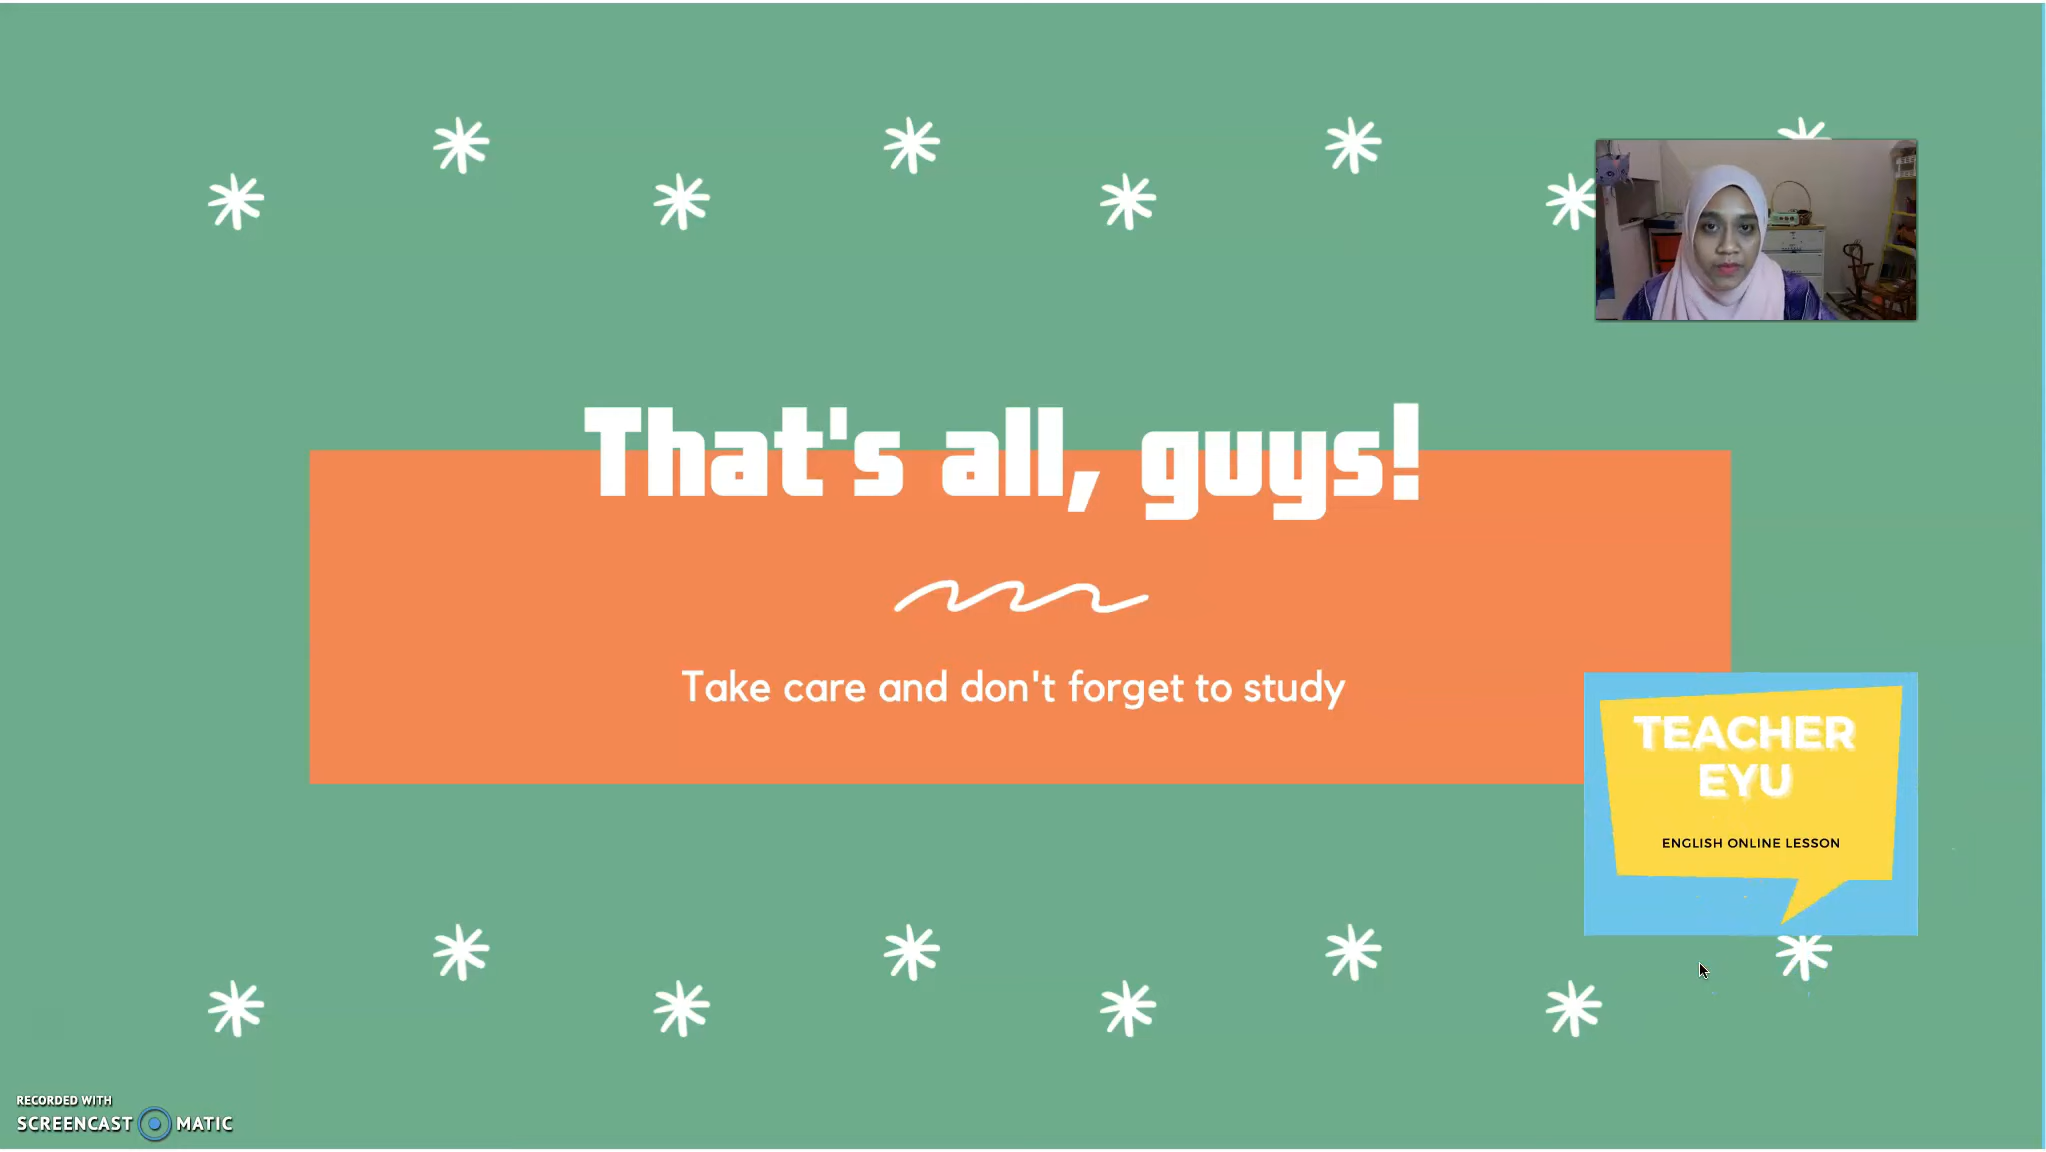 That's all, guys!
Take care and don't forget to study
TEACHER
EYU
ENGLISH ONLINE LESSON
RECORDED WITH
SCREENCAST MATIC